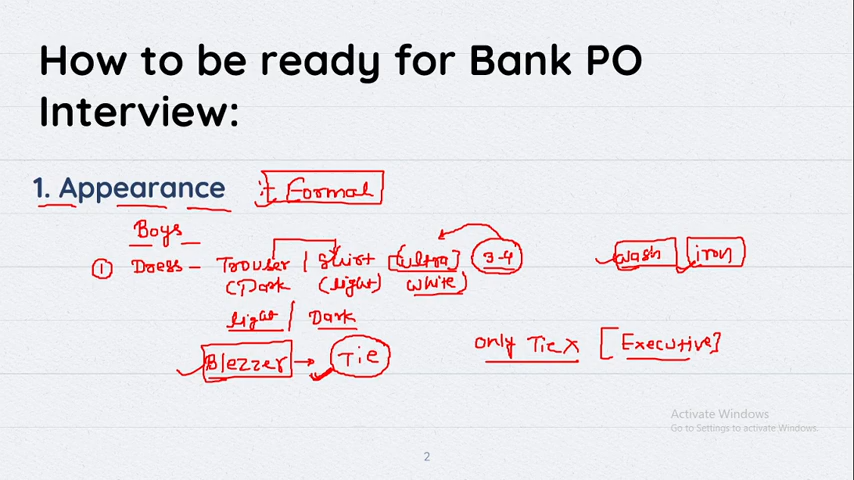 How to be ready for Bank PO
Interview:
1. Appearance
it Formal
Boys
① Dress - Trouser / Shirt [Ultra] 3-4
(Dark (light) white
wash iron
light / Dark
Blezzer → Tie
only Tie X [Executive]
Activate Windows
Go to Settings to activate Windows.
2